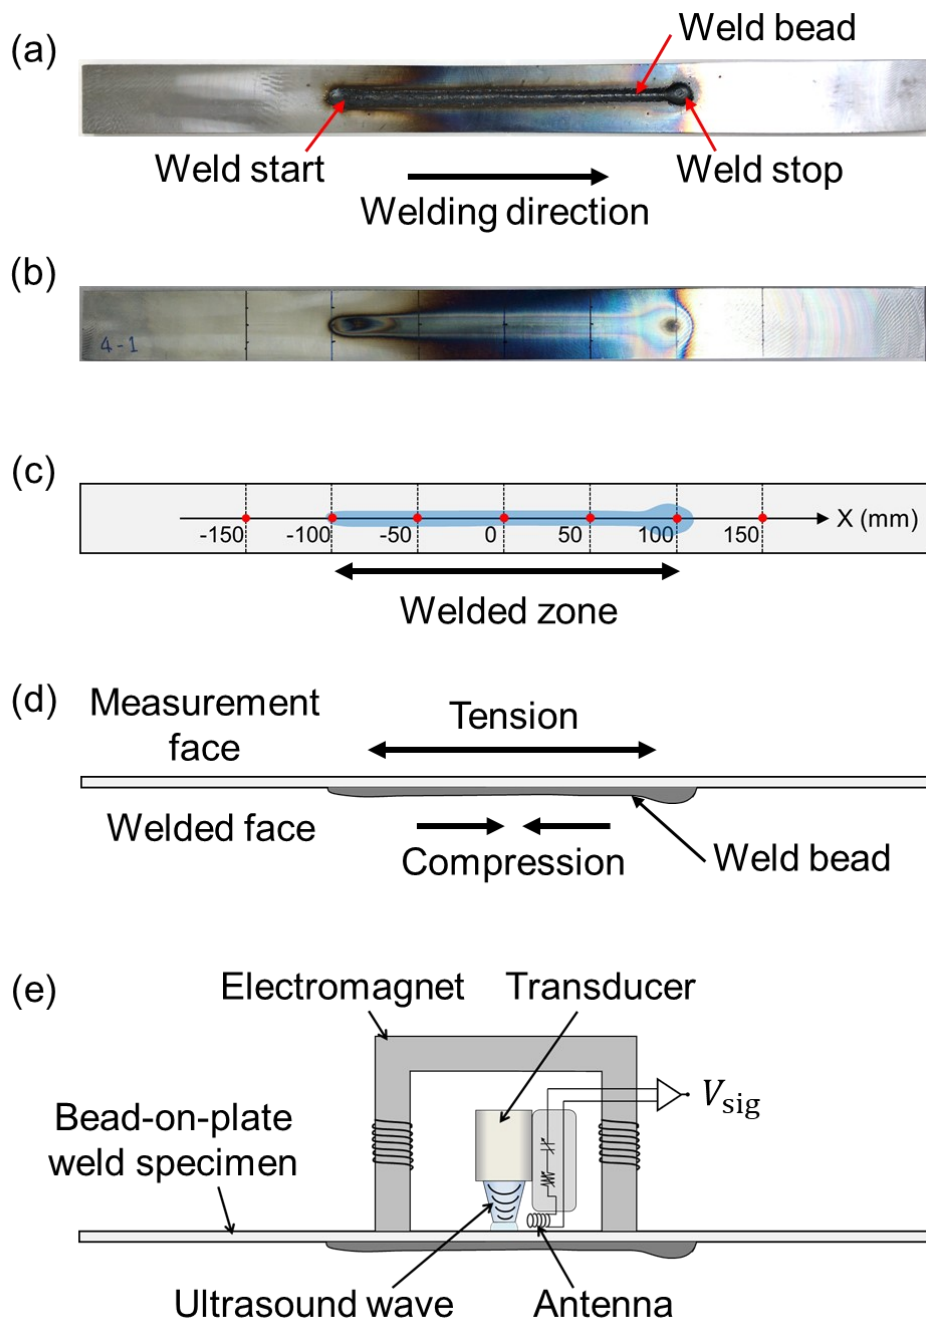 (a)
Weld bead
Weld start
Weld stop
Welding direction
(b)
4-1
(c)
-150
-100
-50
0
50
100
150
X (mm)
Welded zone
(d)
Measurement
face
Tension
Welded face
Compression
Weld bead
(e)
Electromagnet
Transducer
Vsig
Bead-on-plate
weld specimen
Ultrasound wave
Antenna